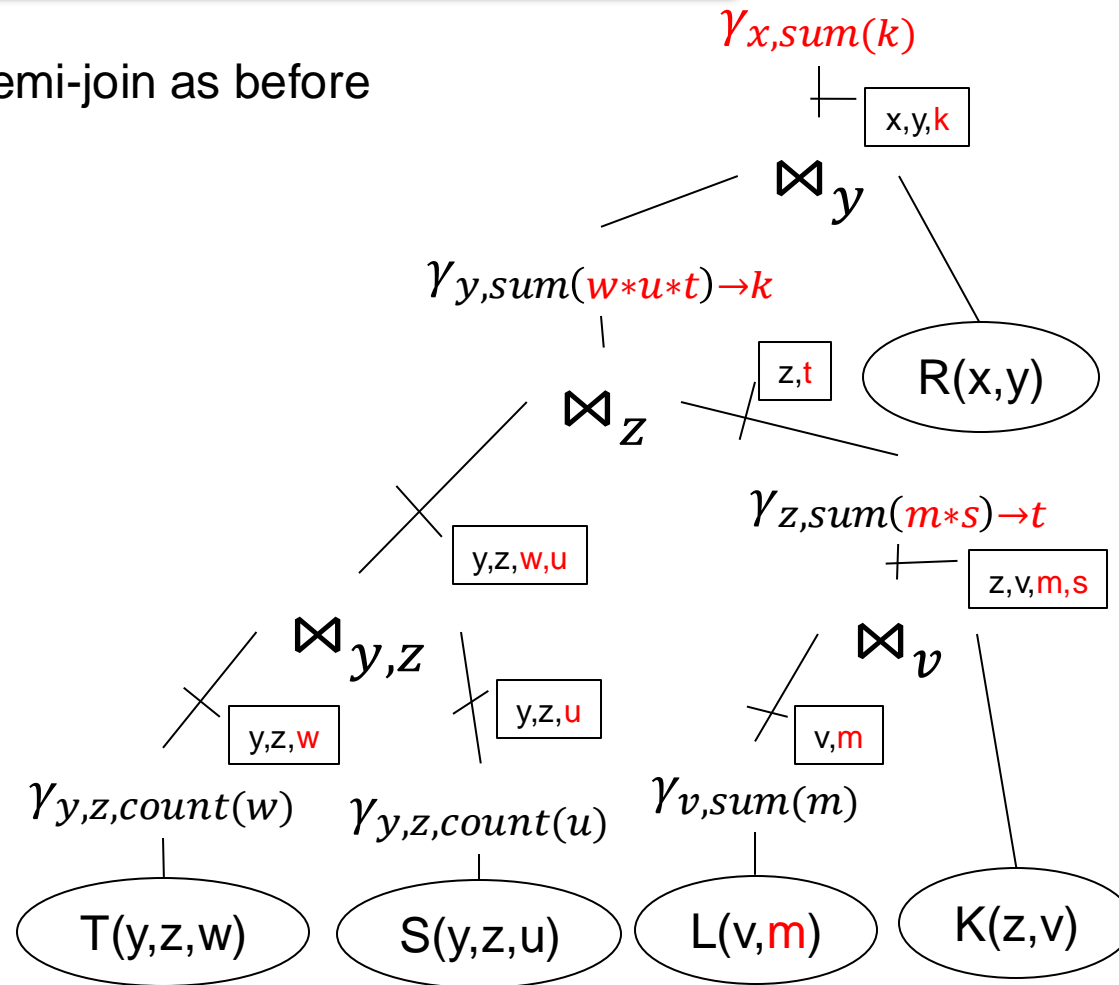 γx,sum(k)
emi-join as before
x,y,k
⋈y
γy,sum(w*u*t)→k
z,t
R(x,y)
⋈z
γz,sum(m*s)→t
y,z,w,u
z,v,m,s
⋈y,z
⋈v
y,z,w
y,z,u
v,m
γy,z,count(w)
γy,z,count(u)
γv,sum(m)
T(y,z,w)
S(y,z,u)
L(v,m)
K(z,v)